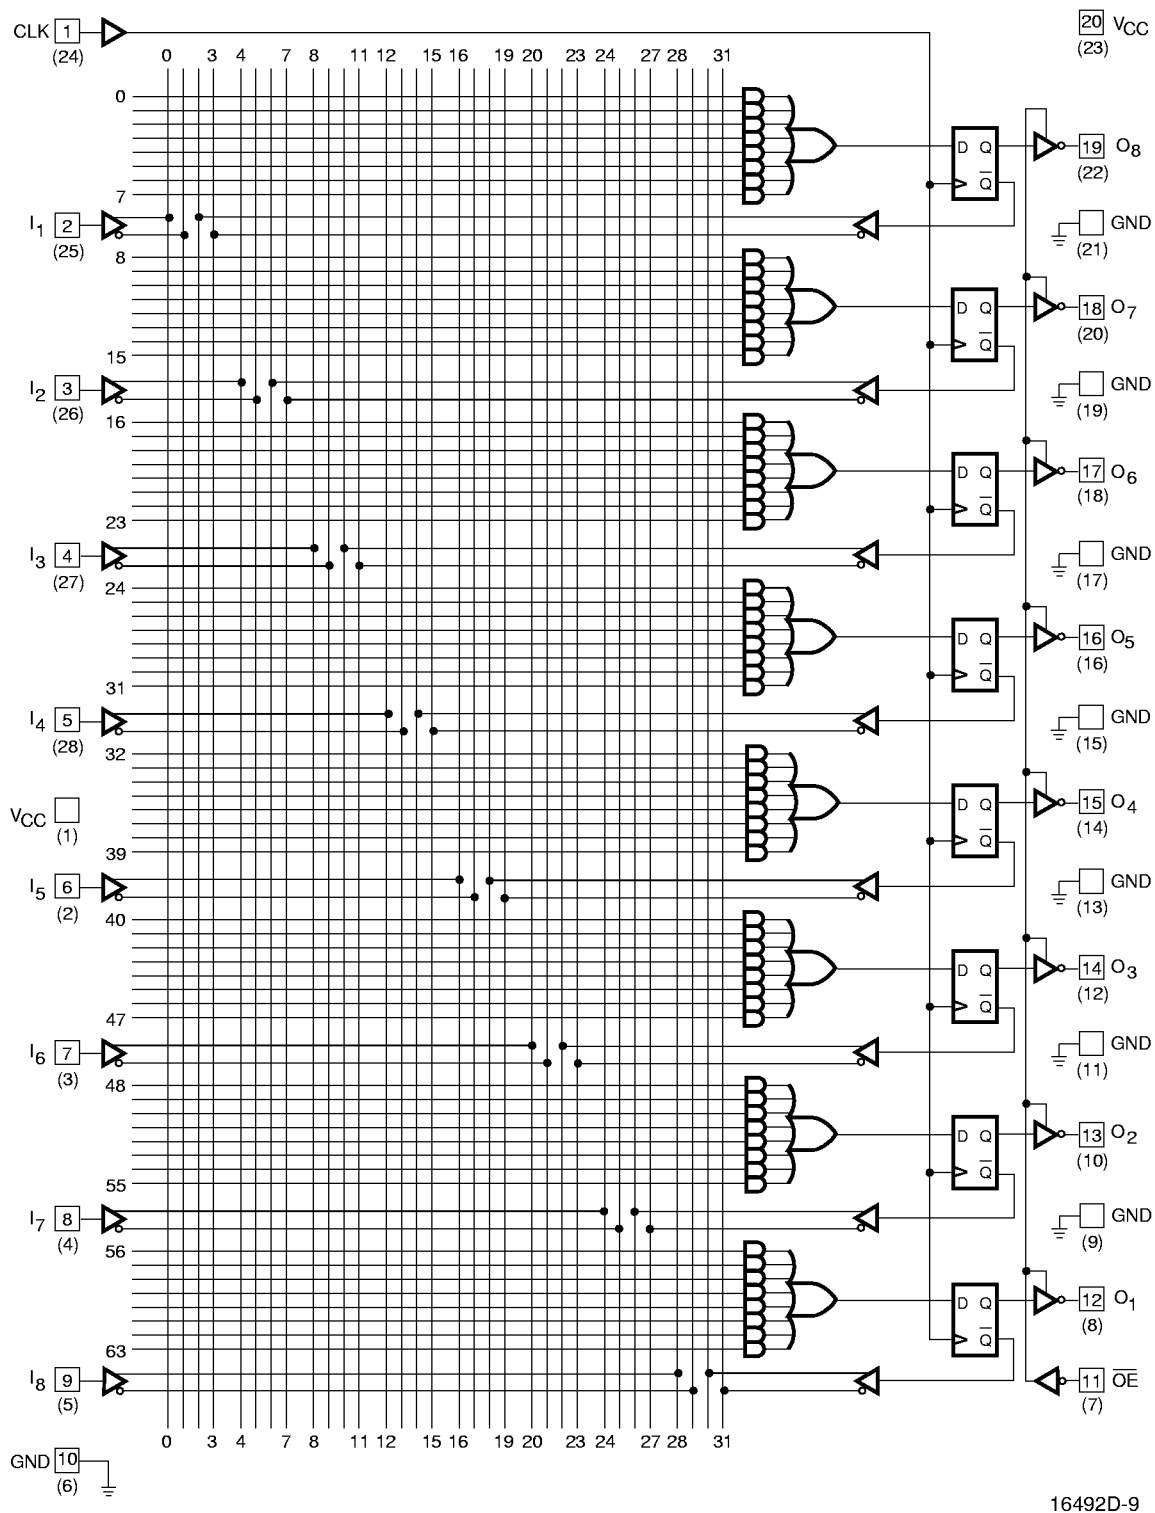 CLK 1 20 VCC
(24) (23)
0 3 4 7 8 11 12 15 16 19 20 23 24 27 28 31
0
D Q 19 O8
(22)
7
Q
I1 2 GND
(25) (21)
8
D Q 18 O7
(20)
15
Q
I2 3 GND
(26) (19)
16
D Q 17 O6
(18)
23
Q
I3 4 GND
(27) (17)
24
D Q 16 O5
(16)
31
Q
I4 5 GND
(28) (15)
32
D Q 15 O4
VCC (14)
(1)
39
Q
I5 6 GND
(2) (13)
40
D Q 14 O3
(12)
47
Q
I6 7 GND
(3) (11)
48
D Q 13 O2
(10)
55
Q
I7 8 GND
(4) (9)
56
D Q 12 O1
(8)
63
Q
I8 9 11 OE
(5) (7)
0 3 4 7 8 11 12 15 16 19 20 23 24 27 28 31
GND 10
(6)
16492D-9